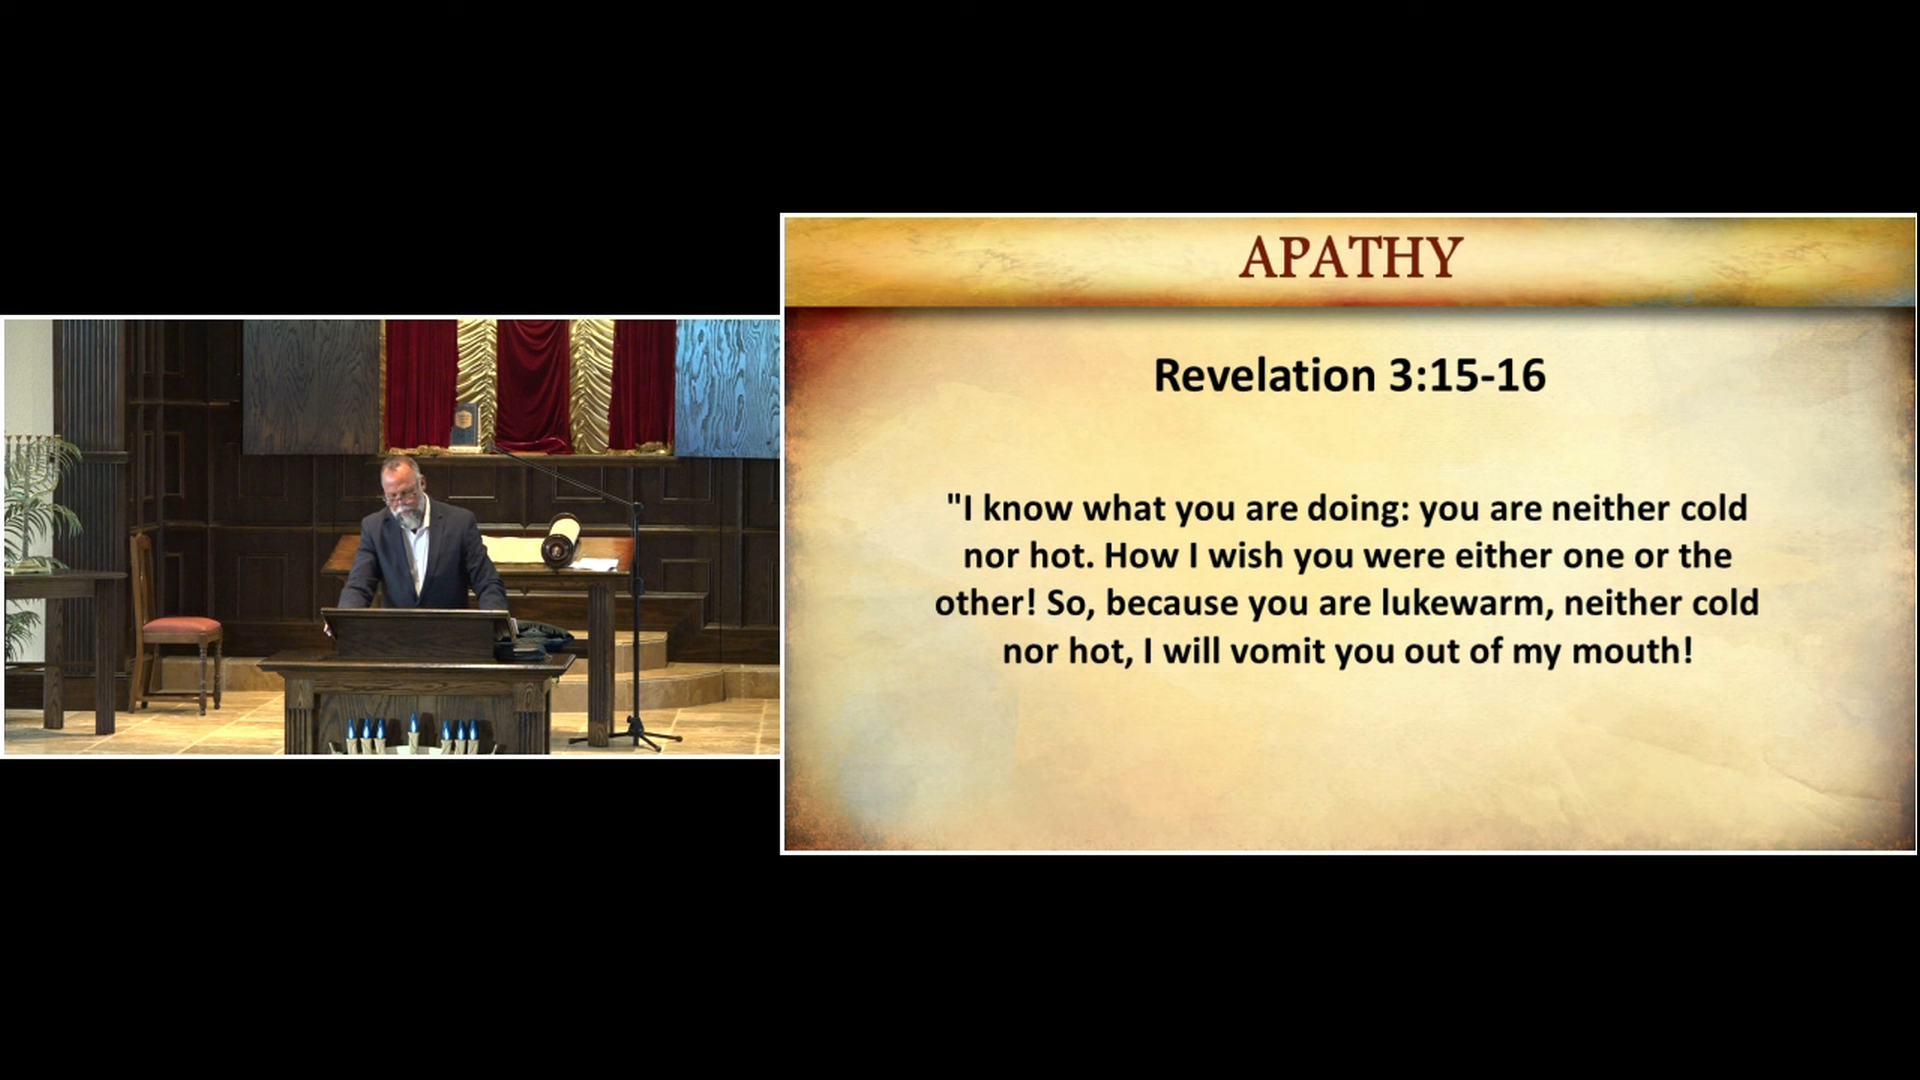 APATHY
Revelation 3:15-16
"I know what you are doing: you are neither cold
nor hot. How I wish you were either one or the
other! So, because you are lukewarm, neither cold
nor hot, I will vomit you out of my mouth!